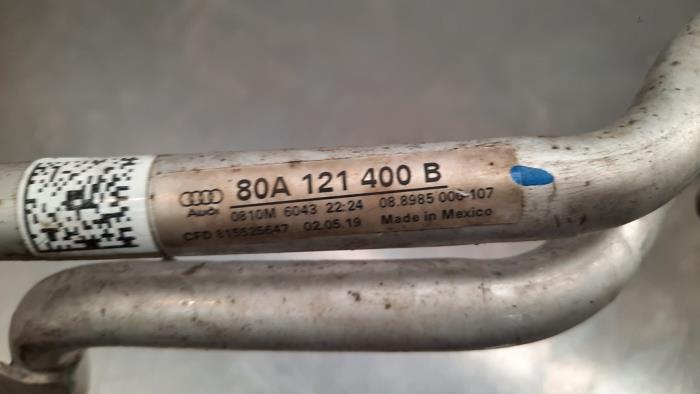 80A 121 400 B
Audi
0810M 6043 22:24 08.8985 006-107
CFD 815525647 02.05.19 Made in Mexico